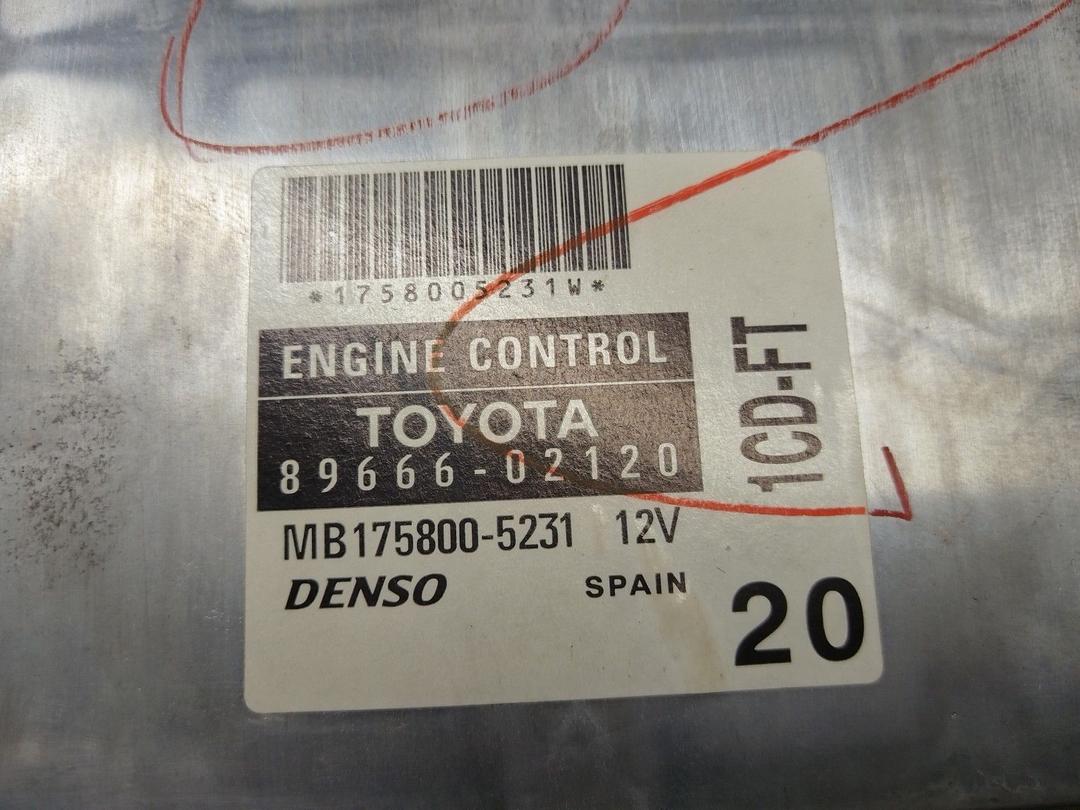 *1758005231W*
ENGINE CONTROL
TOYOTA
89666-02120
1CD-FT
MB175800-5231 12V
DENSO SPAIN
20